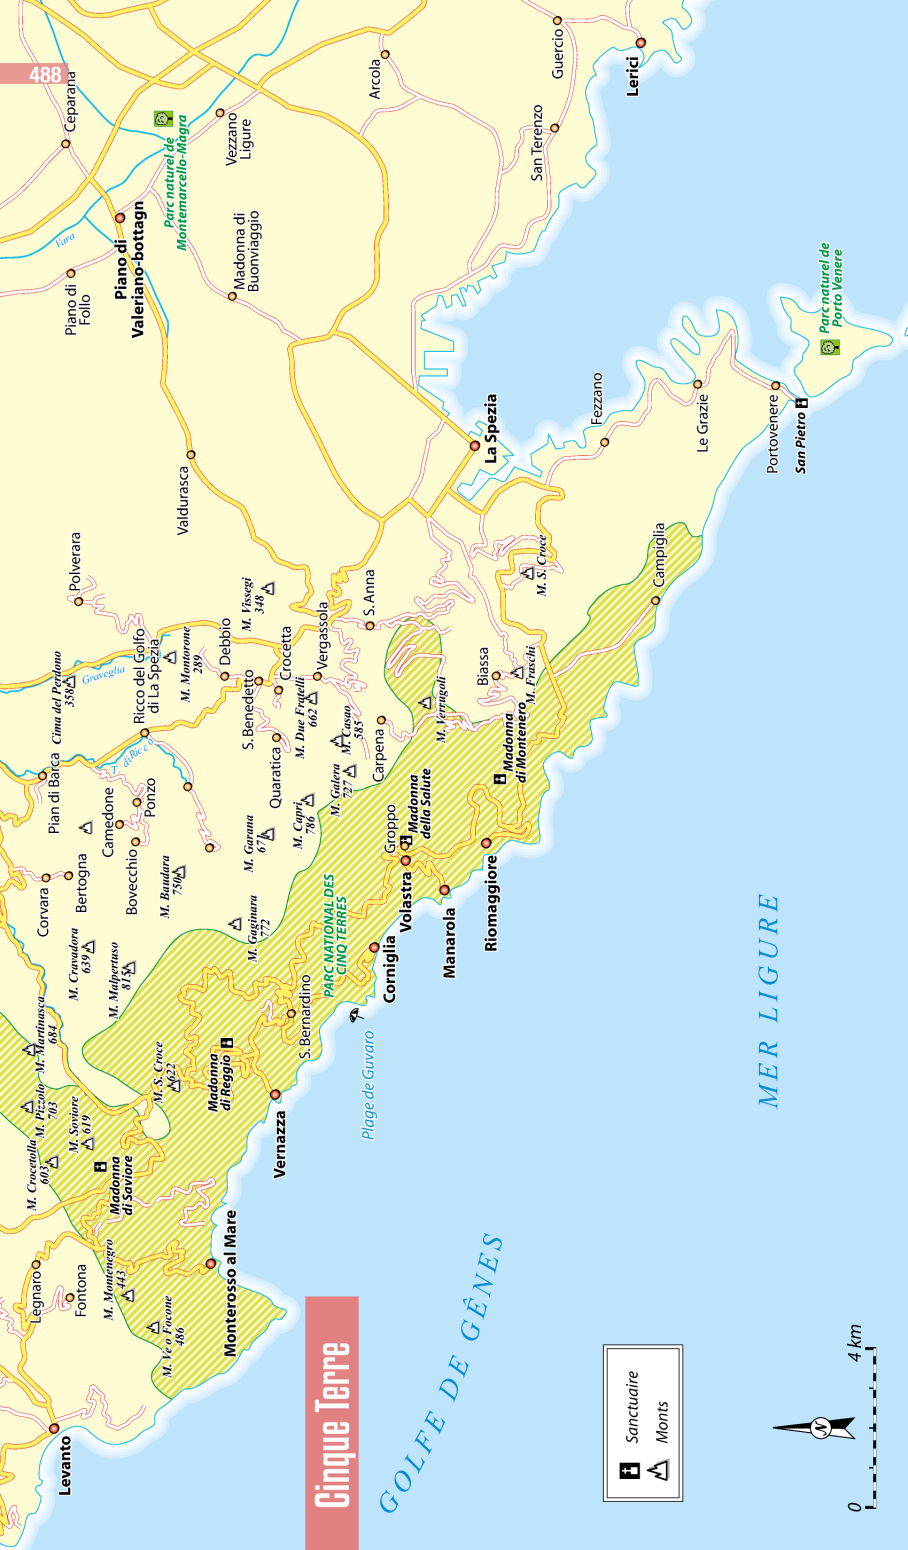 488
Ceparana
Arcola
Guercio
Lerici
Vezzano
Ligure
San Terenzo
Parc naturel de
Montemarcello-Magra
Vara
Piano di
Follo
Piano di
Valeriano-bottagn
Madonna di
Buonviaggio
Parc naturel de
Porto Venere
Valdurasca
La Spezia
Fezzano
Le Grazie
Portovenere
San Pietro
Polverara
M. Vissegi
348
S. Anna
M. S. Croce
Campiglia
Cima del Perdono
358
Graveglia
Ricco del Golfo
di La Spezia
M. Montorone
289
Debbio
S. Benedetto
Crocetta
Vergassola
M. Due Fratelli
662
M. Casao
585
Biassa
M. Fraschi
M. Verrugoli
Carpena
Madonna
di Montenero
Pian di Barca
Camedone
Ponzo
Quaratica
M. Galera
727
M. Capri
786
Groppo
Madonna
della Salute
Corvara
Bertogna
Bovecchio
M. Bandara
750
M. Garana
671
Volastra
Manarola
Riomaggiore
M. Cravadora
639
M. Malpertuso
815
M. Gaginara
772
PARC NATIONAL DES
CINQ TERRES
Corniglia
S. Bernardino
M. Martinasca
684
M. Pizzolo
703
M. Soviore
619
M. S. Croce
622
Madonna
di Reggio
Plage de Guvaro
Vernazza
M. Crocetolla
603
Madonna
di Saviore
Legnaro
Fontona
M. Montenegro
443
M. Ve o Focone
486
Monterosso al Mare
Levanto
Cinque Terre
GOLFE DE GÊNES
MER LIGURE
Sanctuaire
Monts
N
0
4 km